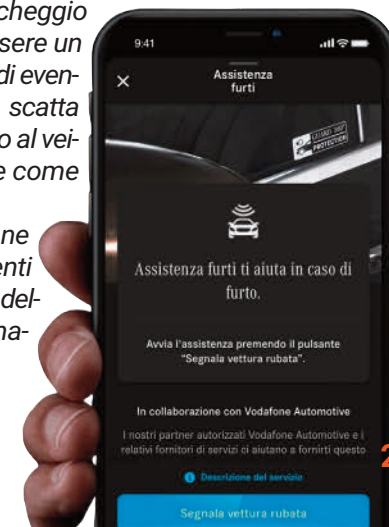 cheggio
sere un
di even-
scatta
o al vei-
e come
ne
enti
del-
na-
9:41
Assistenza
furti
GUARD 360°
PROTECTION
Assistenza furti ti aiuta in caso di
furto.
Avvia l'assistenza premendo il pulsante
"Segnala vettura rubata".
In collaborazione con Vodafone Automotive
I nostri partner autorizzati Vodafone Automotive e i
relativi fornitori di servizi ci aiutano a fornirti questo
Descrizione del servizio
Segnala vettura rubata
2